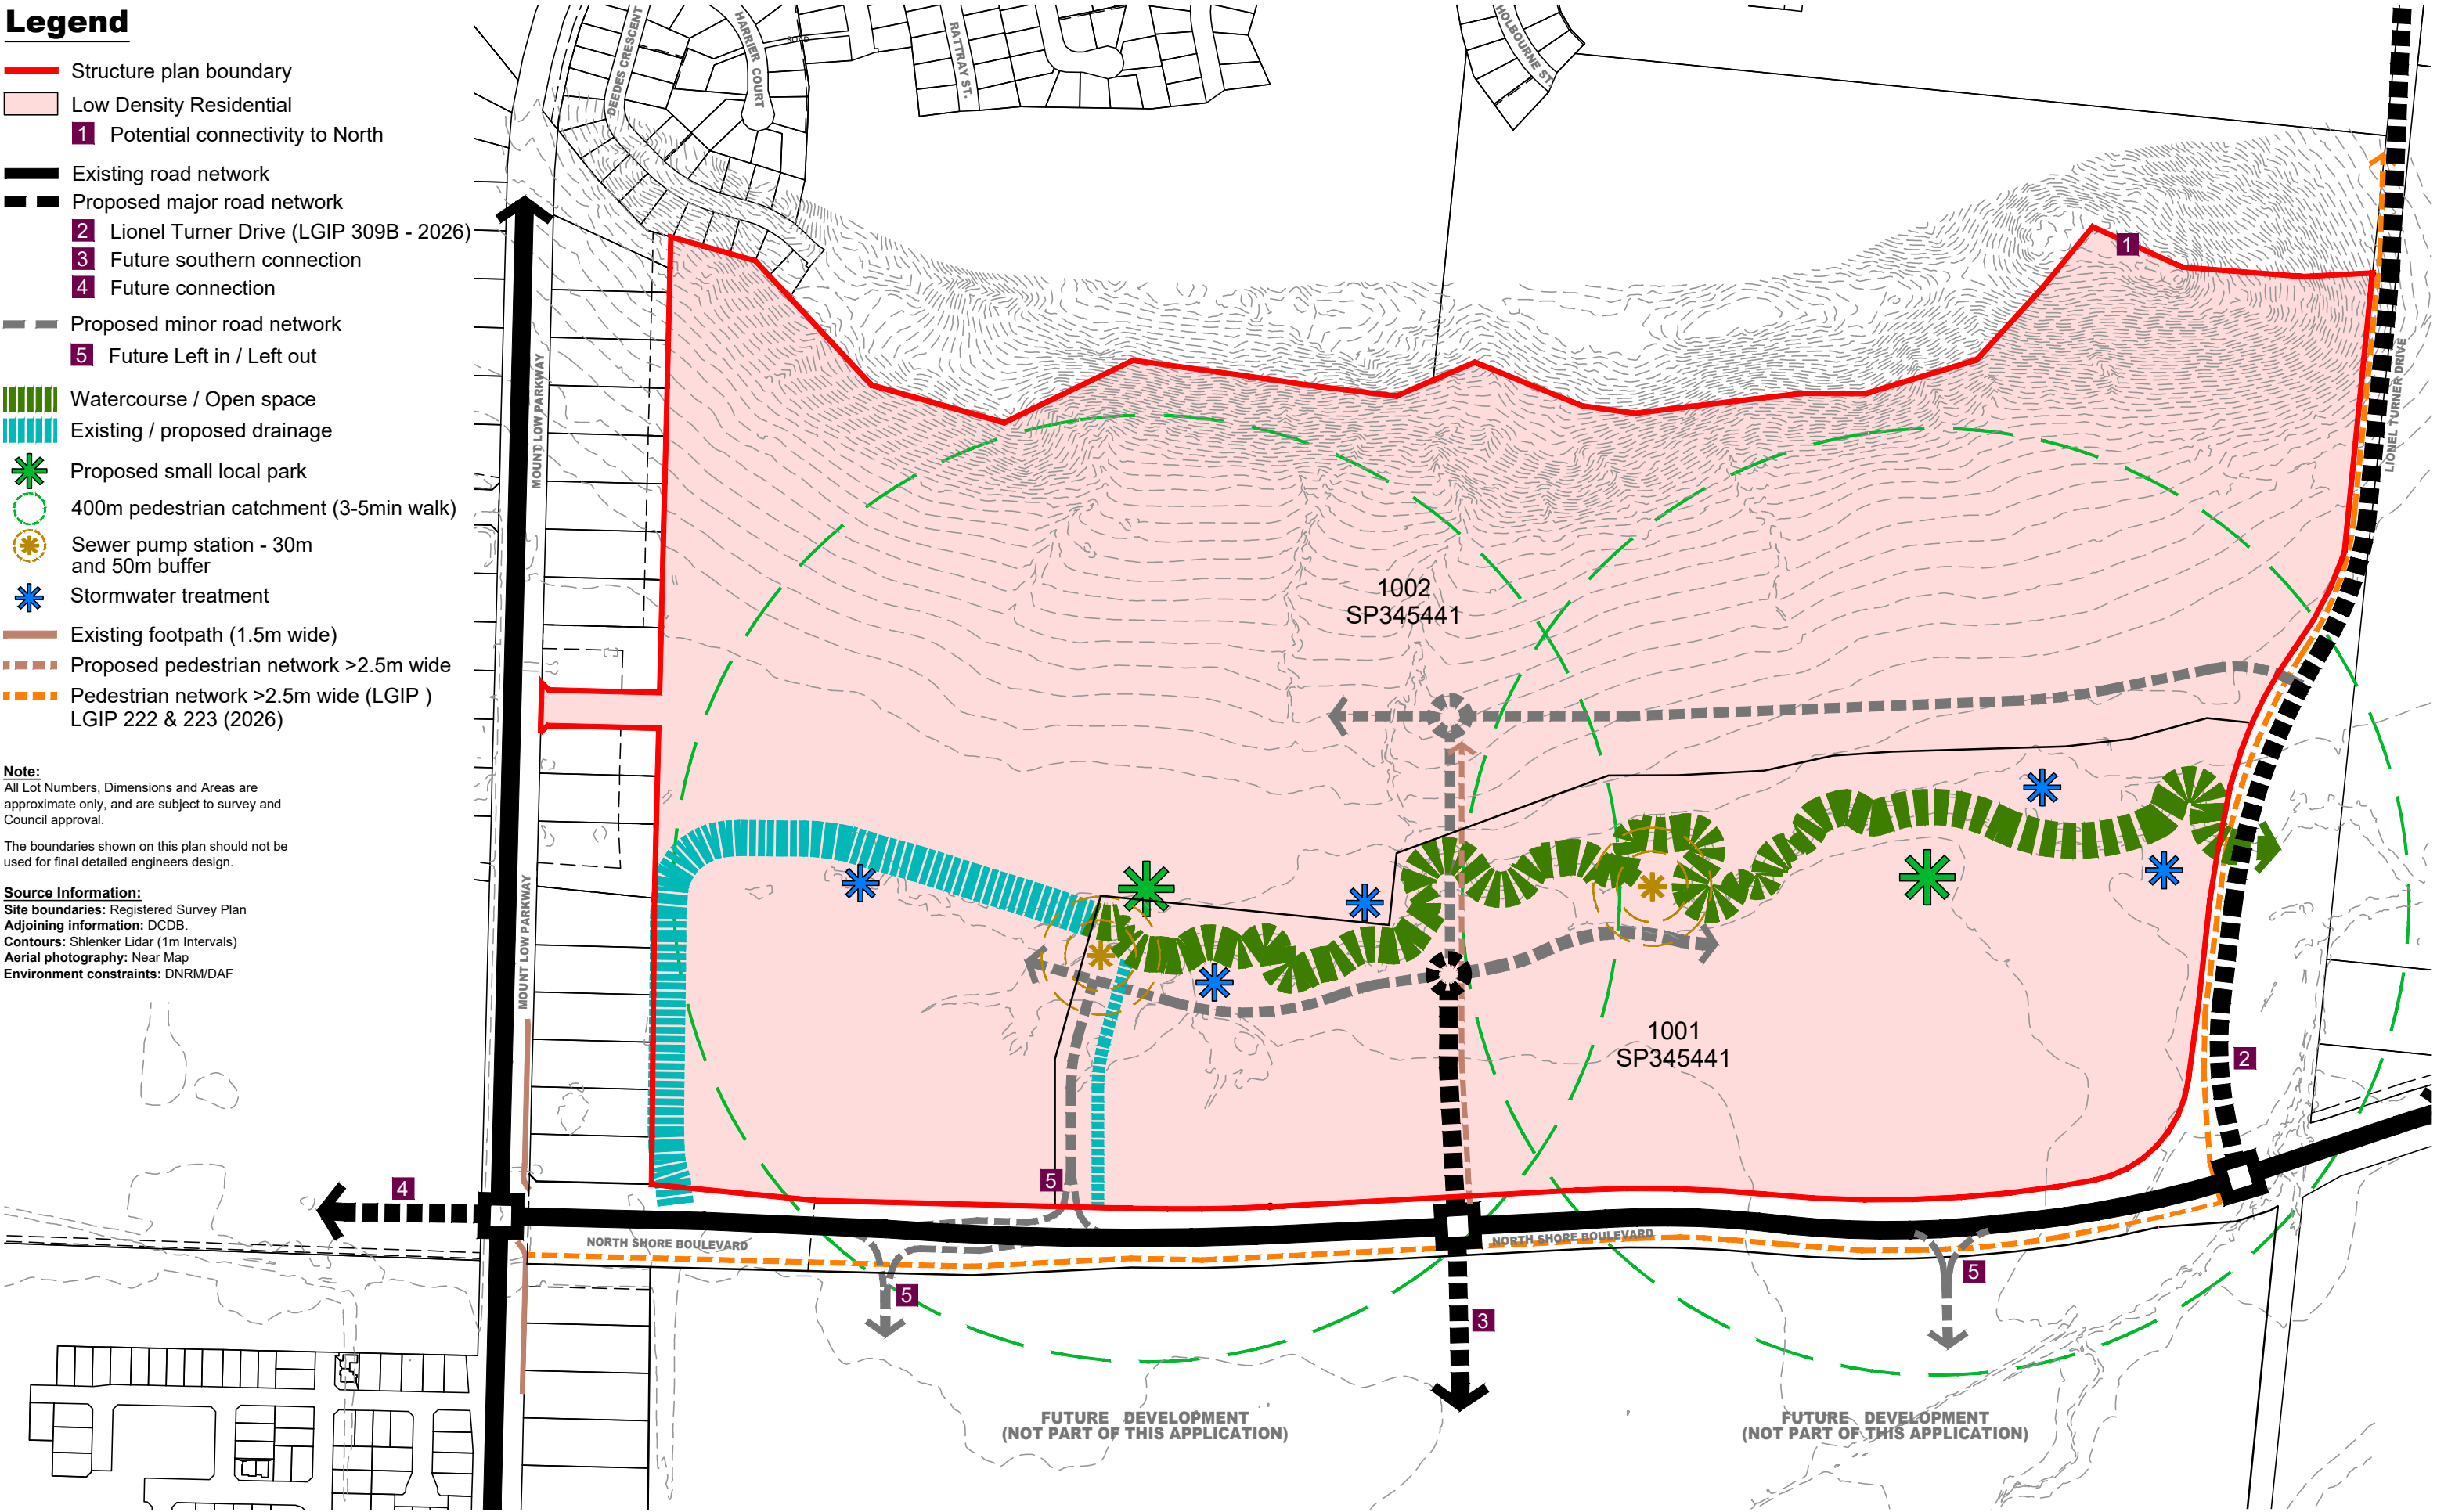 Legend
Structure plan boundary
Low Density Residential
1 Potential connectivity to North
Existing road network
Proposed major road network
2 Lionel Turner Drive (LGIP 309B - 2026)
3 Future southern connection
4 Future connection
Proposed minor road network
5 Future Left in / Left out
Watercourse / Open space
Existing / proposed drainage
Proposed small local park
400m pedestrian catchment (3-5min walk)
Sewer pump station - 30m
and 50m buffer
Stormwater treatment
Existing footpath (1.5m wide)
Proposed pedestrian network >2.5m wide
Pedestrian network >2.5m wide (LGIP )
LGIP 222 & 223 (2026)
Note:
All Lot Numbers, Dimensions and Areas are
approximate only, and are subject to survey and
Council approval.
The boundaries shown on this plan should not be
used for final detailed engineers design.
Source Information:
Site boundaries: Registered Survey Plan
Adjoining information: DCDB.
Contours: Shlenker Lidar (1m Intervals)
Aerial photography: Near Map
Environment constraints: DNRM/DAF
DEEDES CRESCENT
HARRIER COURT
ROAD
RATTRAY ST.
HOLBOURNE ST.
1
MOUNT LOW PARKWAY
LIONEL TURNER DRIVE
1002
SP345441
MOUNT LOW PARKWAY
1001
SP345441
2
5
4
NORTH SHORE BOULEVARD
NORTH SHORE BOULEVARD
5
5
3
FUTURE DEVELOPMENT
(NOT PART OF THIS APPLICATION)
FUTURE DEVELOPMENT
(NOT PART OF THIS APPLICATION)